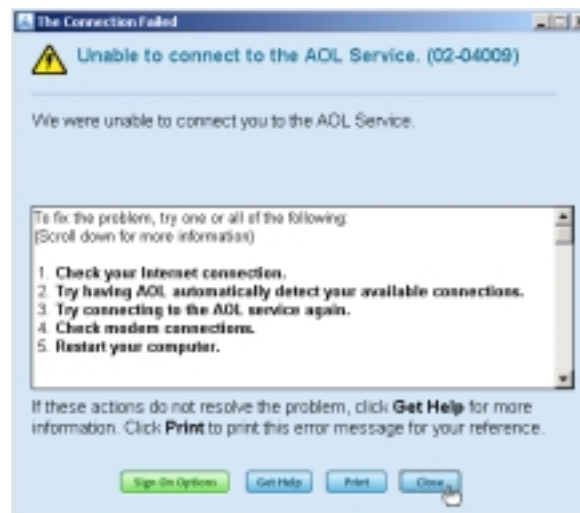 The Connection Failed
Unable to connect to the AOL Service. (02-04009)
We were unable to connect you to the AOL Service.
To fix the problem, try one or all of the following:
(Scroll down for more information)
1. Check your Internet connection.
2. Try having AOL automatically detect your available connections.
3. Try connecting to the AOL service again.
4. Check modem connections.
5. Restart your computer.
If these actions do not resolve the problem, click Get Help for more
information. Click Print to print this error message for your reference.
Sign On Options Get Help Print Close